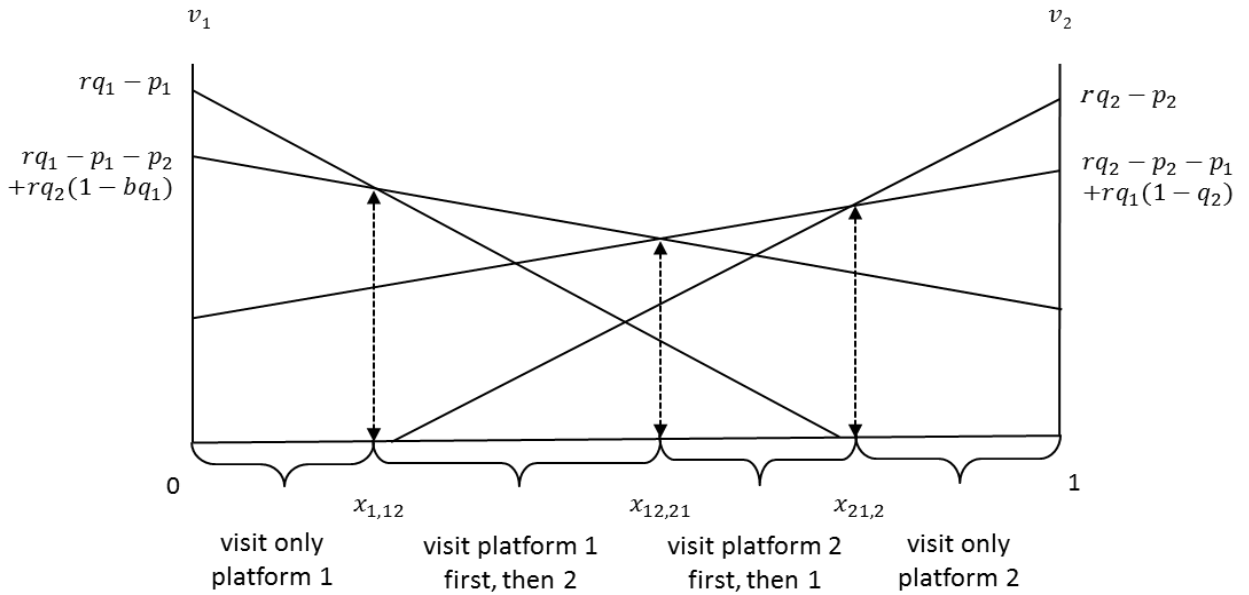 v₁
v₂
rq₁ − p₁
rq₂ − p₂
rq₁ − p₁ − p₂
+rq₂(1 − bq₁)
rq₂ − p₂ − p₁
+rq₁(1 − q₂)
0
1
x₁,₁₂
x₁₂,₂₁
x₂₁,₂
visit only
platform 1
visit platform 1
first, then 2
visit platform 2
first, then 1
visit only
platform 2